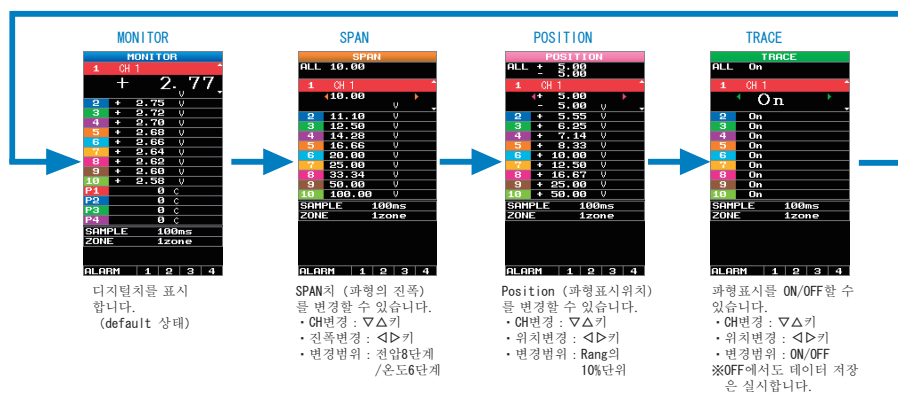 MONITOR
MONITOR
1 CH 1
+ 2.77
V
2 + 2.75 V
3 + 2.72 V
4 + 2.70 V
5 + 2.68 V
6 + 2.66 V
7 + 2.64 V
8 + 2.62 V
9 + 2.60 V
10 + 2.58 V
P1 0 C
P2 0 C
P3 0 C
P4 0 C
SAMPLE 100ms
ZONE 1zone
ALARM 1 2 3 4
디지털치를 표시
합니다.
(default 상태)
SPAN
SPAN
ALL 10.00
1 CH 1
10.00
V
2 11.10 V
3 12.50 V
4 14.28 V
5 16.66 V
6 20.00 V
7 25.00 V
8 33.34 V
9 50.00 V
10 100.00 V
SAMPLE 100ms
ZONE 1zone
ALARM 1 2 3 4
SPAN치 (파형의 진폭)
를 변경할 수 있습니다.
・CH변경 : ▽△키
・진폭변경 : ◁▷키
・변경범위 : 전압8단계
/온도6단계
POSITION
POSITION
ALL + 5.00
- 5.00
1 CH 1
+ 5.00
- 5.00 V
2 + 5.55 V
3 + 6.25 V
4 + 7.14 V
5 + 8.33 V
6 + 10.00 V
7 + 12.50 V
8 + 16.67 V
9 + 25.00 V
10 + 50.00 V
SAMPLE 100ms
ZONE 1zone
ALARM 1 2 3 4
Position (파형표시위치)
를 변경할 수 있습니다.
・CH변경 : ▽△키
・위치변경 : ◁▷키
・변경범위 : Rang의
10%단위
TRACE
TRACE
ALL On
1 CH 1
On
2 On
3 On
4 On
5 On
6 On
7 On
8 On
9 On
10 On
SAMPLE 100ms
ZONE 1zone
ALARM 1 2 3 4
파형표시를 ON/OFF할 수
있습니다.
・CH변경 : ▽△키
・위치변경 : ◁▷키
・변경범위 : ON/OFF
※OFF에서도 데이터 저장
은 실시합니다.